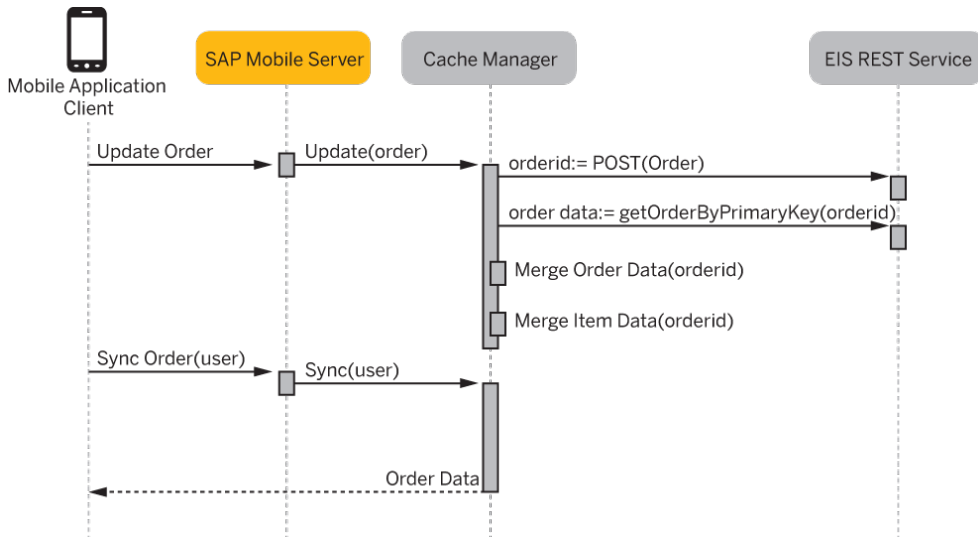 SAP Mobile Server
Cache Manager
EIS REST Service
Mobile Application
Client
Update Order
Update(order)
orderid:= POST(Order)
order data:= getOrderByPrimaryKey(orderid)
Merge Order Data(orderid)
Merge Item Data(orderid)
Sync Order(user)
Sync(user)
Order Data